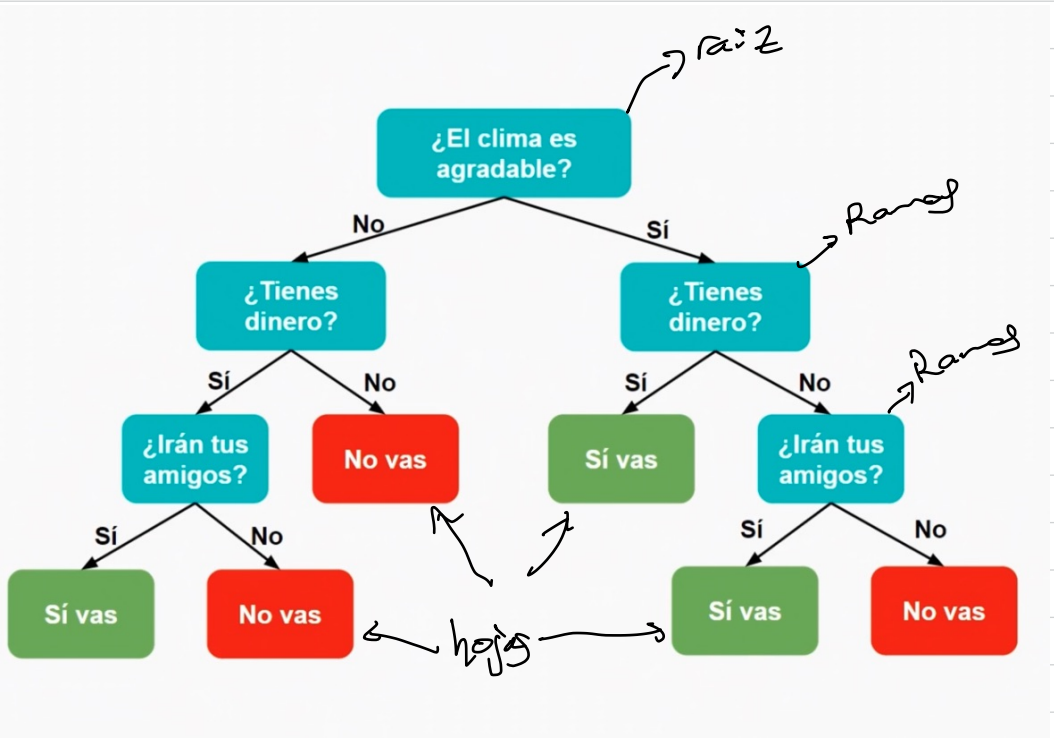 raíz
¿El clima es
agradable?
No
Sí
Ramas
¿Tienes
dinero?
¿Tienes
dinero?
Sí
No
Sí
No
Ramas
¿Irán tus
amigos?
No vas
Sí vas
¿Irán tus
amigos?
Sí
No
Sí
No
Sí vas
No vas
hojas
Sí vas
No vas